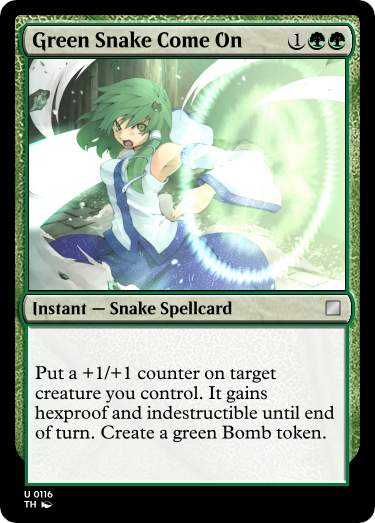 Green Snake Come On 1
Instant — Snake Spellcard
Put a +1/+1 counter on target
creature you control. It gains
hexproof and indestructible until end
of turn. Create a green Bomb token.
U 0116
TH